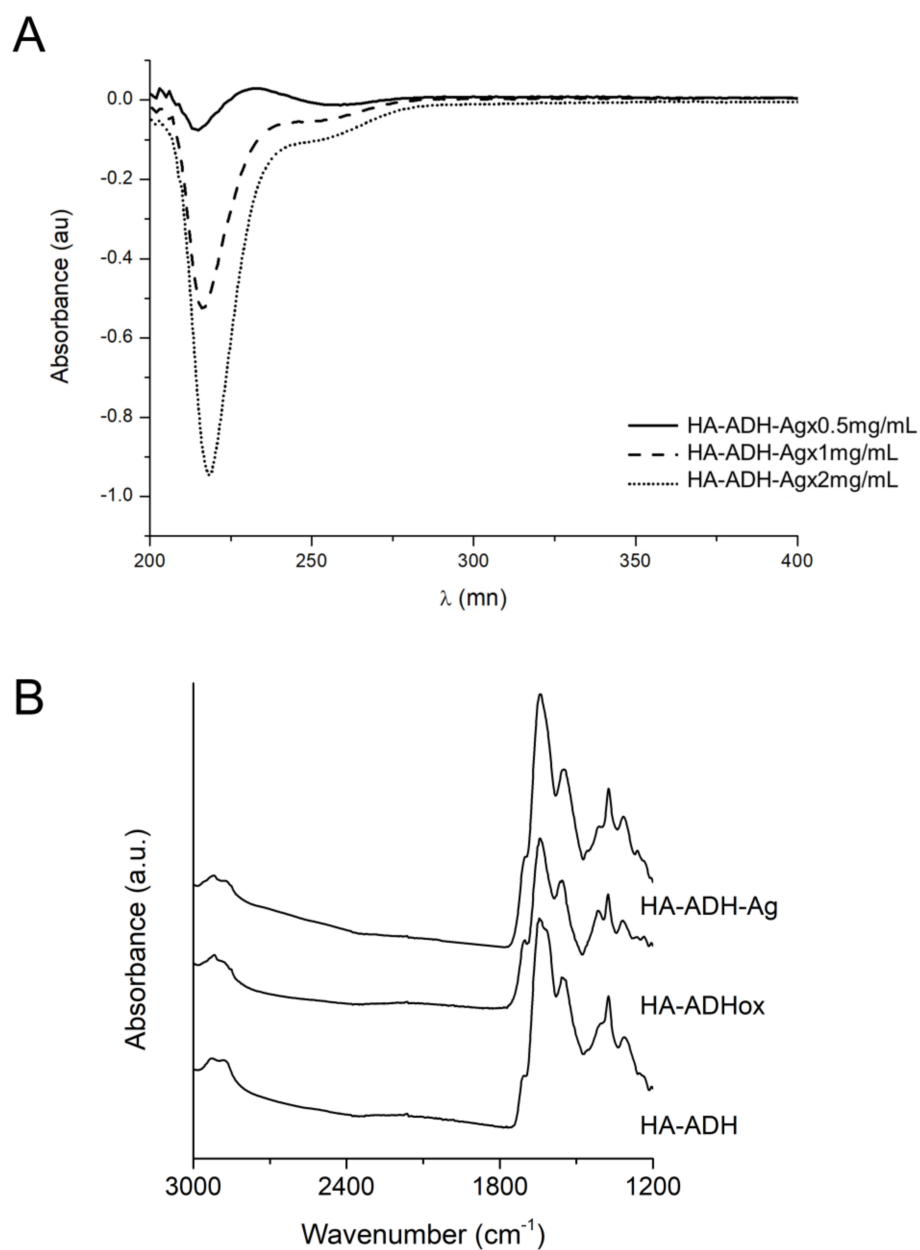 A
0.0
-0.2
-0.4
-0.6
-0.8
-1.0
Absorbance (au)
HA-ADH-Agx0.5mg/mL
HA-ADH-Agx1mg/mL
HA-ADH-Agx2mg/mL
200 250 300 350 400
λ (mn)
B
Absorbance (a.u.)
HA-ADH-Ag
HA-ADHox
HA-ADH
3000 2400 1800 1200
Wavenumber (cm⁻¹)